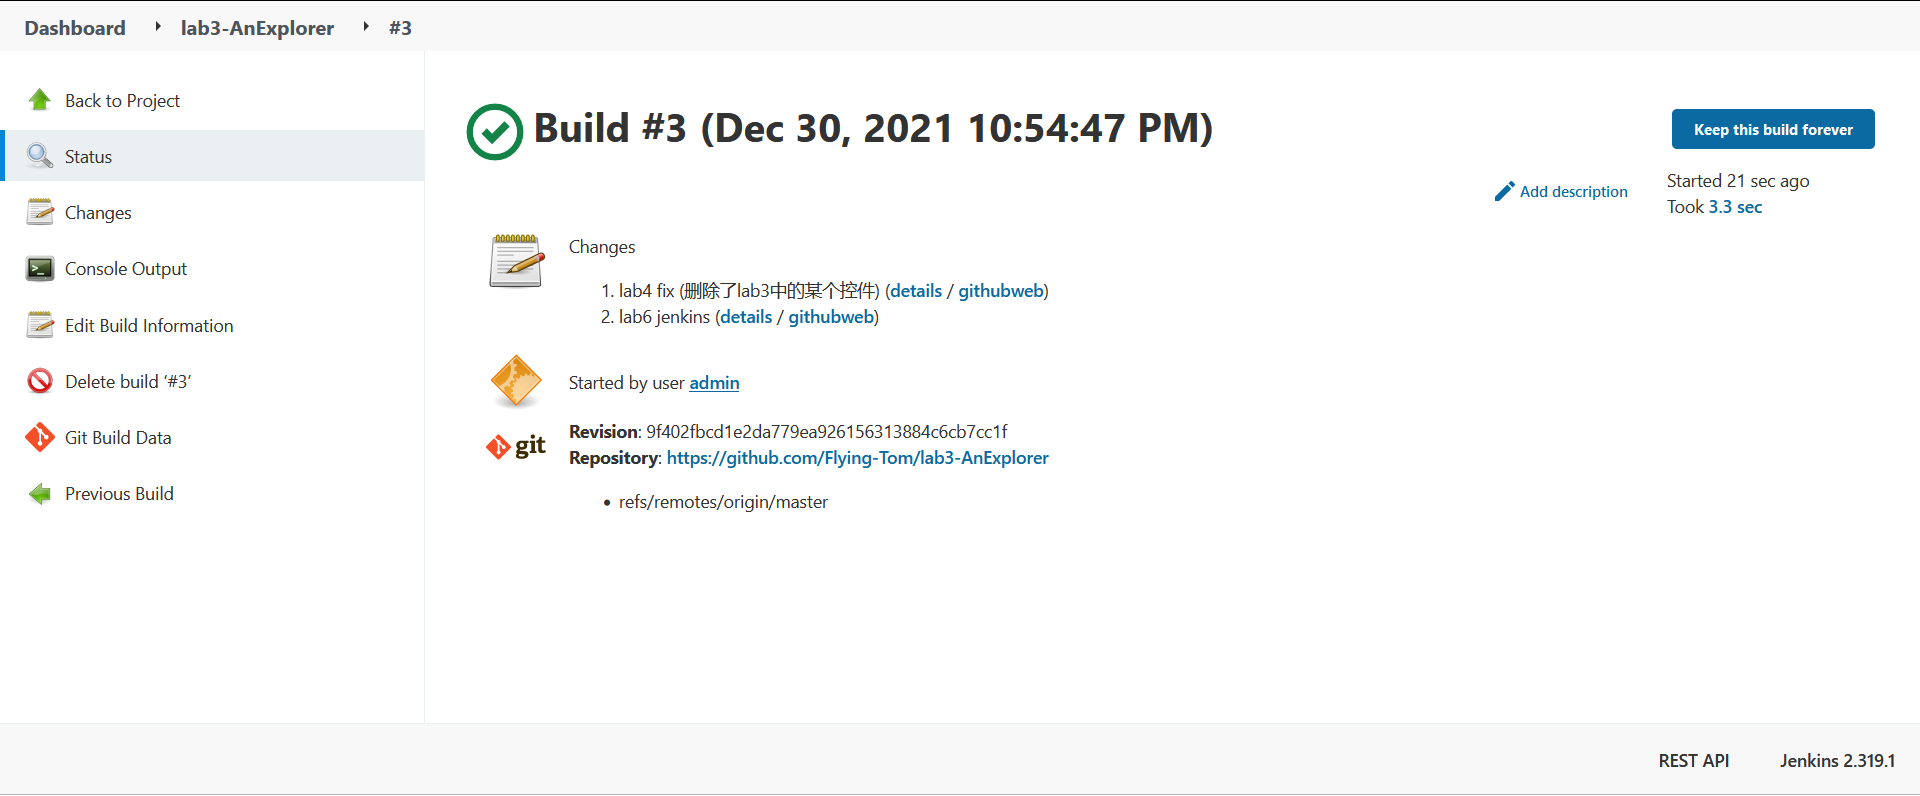 Dashboard lab3-AnExplorer #3
Back to Project
Status
Changes
Console Output
Edit Build Information
Delete build ‘#3’
Git Build Data
Previous Build
Build #3 (Dec 30, 2021 10:54:47 PM)
Keep this build forever
Add description
Started 21 sec ago
Took 3.3 sec
Changes
1. lab4 fix (删除了lab3中的某个控件) (details / githubweb)
2. lab6 jenkins (details / githubweb)
Started by user admin
git
Revision: 9f402fbcd1e2da779ea926156313884c6cb7cc1f
Repository: https://github.com/Flying-Tom/lab3-AnExplorer
• refs/remotes/origin/master
REST API Jenkins 2.319.1